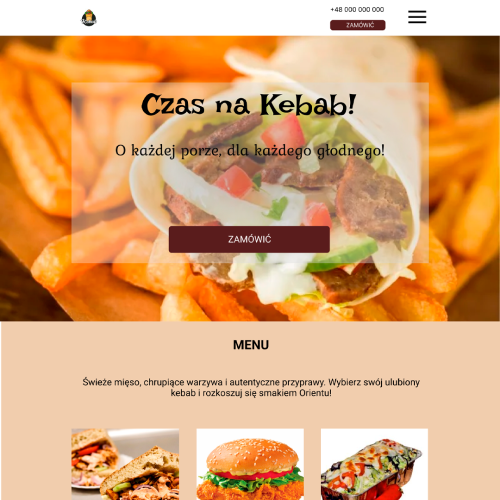 +48 000 000 000
ZAMÓWIĆ
Czas na Kebab!
O każdej porze, dla każdego głodnego!
ZAMÓWIĆ
MENU
Świeże mięso, chrupiące warzywa i autentyczne przyprawy. Wybierz swój ulubiony
kebab i rozkoszuj się smakiem Orientu!